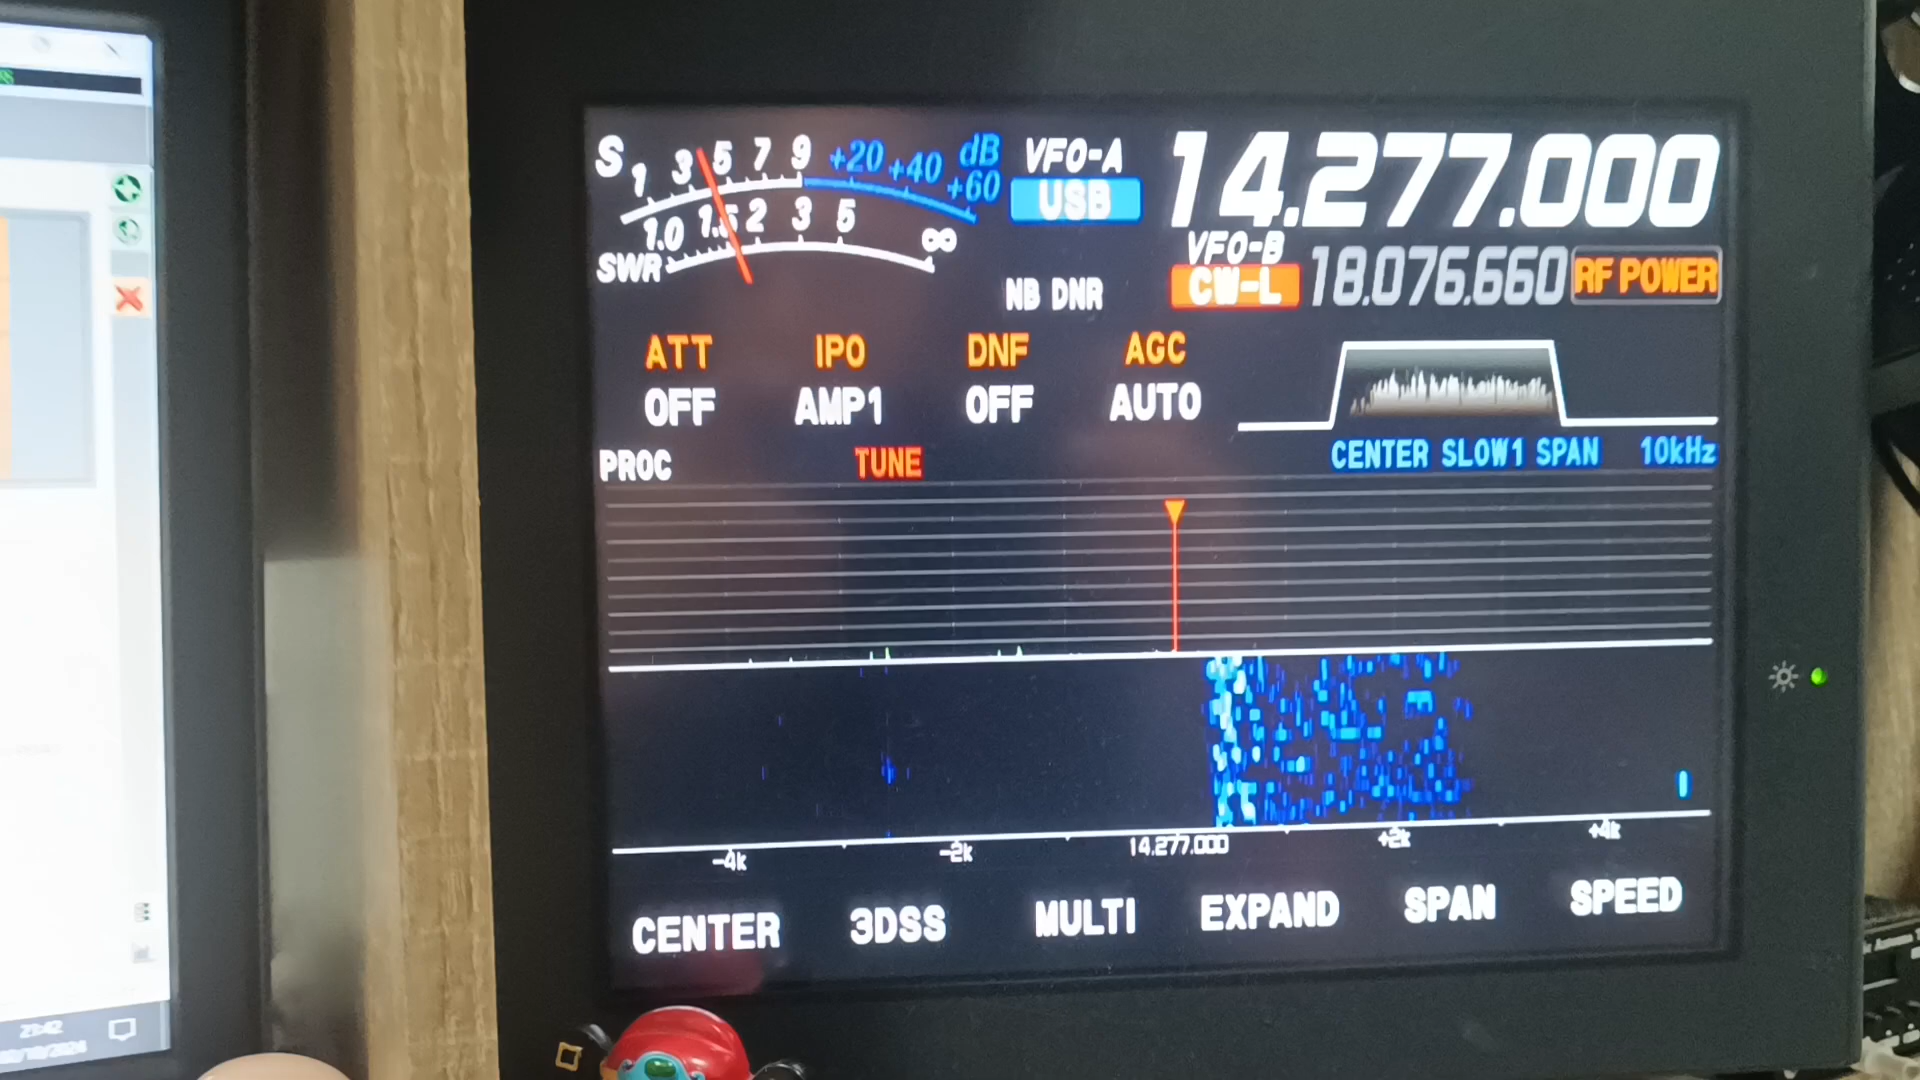 S 1 3 5 7 9 +20 +40 +60 dB
1.0 1.5 2 3 5 ∞
SWR
VFO-A
USB
14.277.000
VFO-B
CW-L
18.076.660
RF POWER
NB DNR
ATT IPO DNF AGC
OFF AMP1 OFF AUTO
PROC TUNE
CENTER SLOW1 SPAN 10kHz
-4k -2k 14.277.000 +2k +4k
CENTER 3DSS MULTI EXPAND SPAN SPEED
23:42